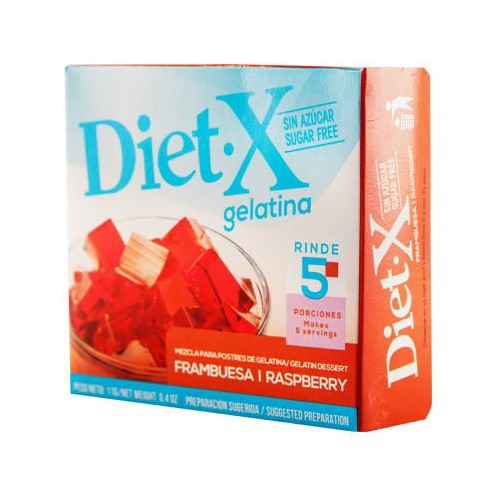 Diet·X
SIN AZÚCAR
SUGAR FREE
gelatina
RINDE
5
PORCIONES
Makes
5 servings
MEZCLA PARA POSTRES DE GELATINA/ GELATIN DESSERT
FRAMBUESA | RASPBERRY
PESO NETO: 11G/NET WEIGHT 0.4 OZ
PREPARACIÓN SUGERIDA / SUGGESTED PREPARATION
Diet·X
SIN AZÚCAR
SUGAR FREE
FRAMBUESA | RASPBERRY